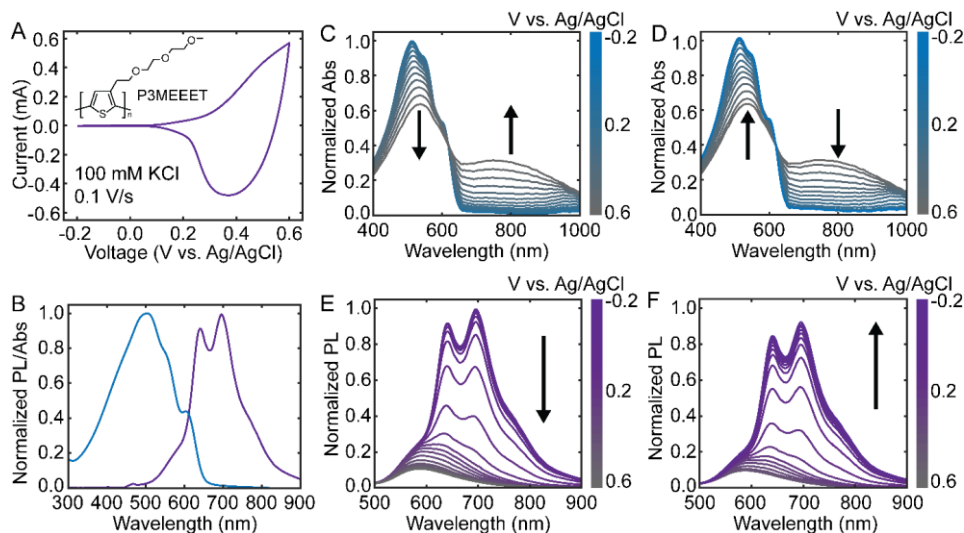 A
0.6
0.4
0.2
0.0
-0.2
-0.4
-0.6
Current (mA)
O
O
O
S
n
P3MEEET
100 mM KCl
0.1 V/s
-0.2 0.0 0.2 0.4 0.6
Voltage (V vs. Ag/AgCl)
V vs. Ag/AgCl
C
1.0
0.8
0.6
0.4
0.2
0.0
Normalized Abs
400 600 800 1000
Wavelength (nm)
-0.2
0.2
0.6
V vs. Ag/AgCl
D
1.0
0.8
0.6
0.4
0.2
0.0
Normalized Abs
400 600 800 1000
Wavelength (nm)
-0.2
0.2
0.6
B
1.0
0.8
0.6
0.4
0.2
0.0
Normalized PL/Abs
300 400 500 600 700 800 900
Wavelength (nm)
V vs. Ag/AgCl
E
1.0
0.8
0.6
0.4
0.2
0.0
Normalized PL
500 600 700 800 900
Wavelength (nm)
-0.2
0.2
0.6
V vs. Ag/AgCl
F
1.0
0.8
0.6
0.4
0.2
0.0
Normalized PL
500 600 700 800 900
Wavelength (nm)
-0.2
0.2
0.6